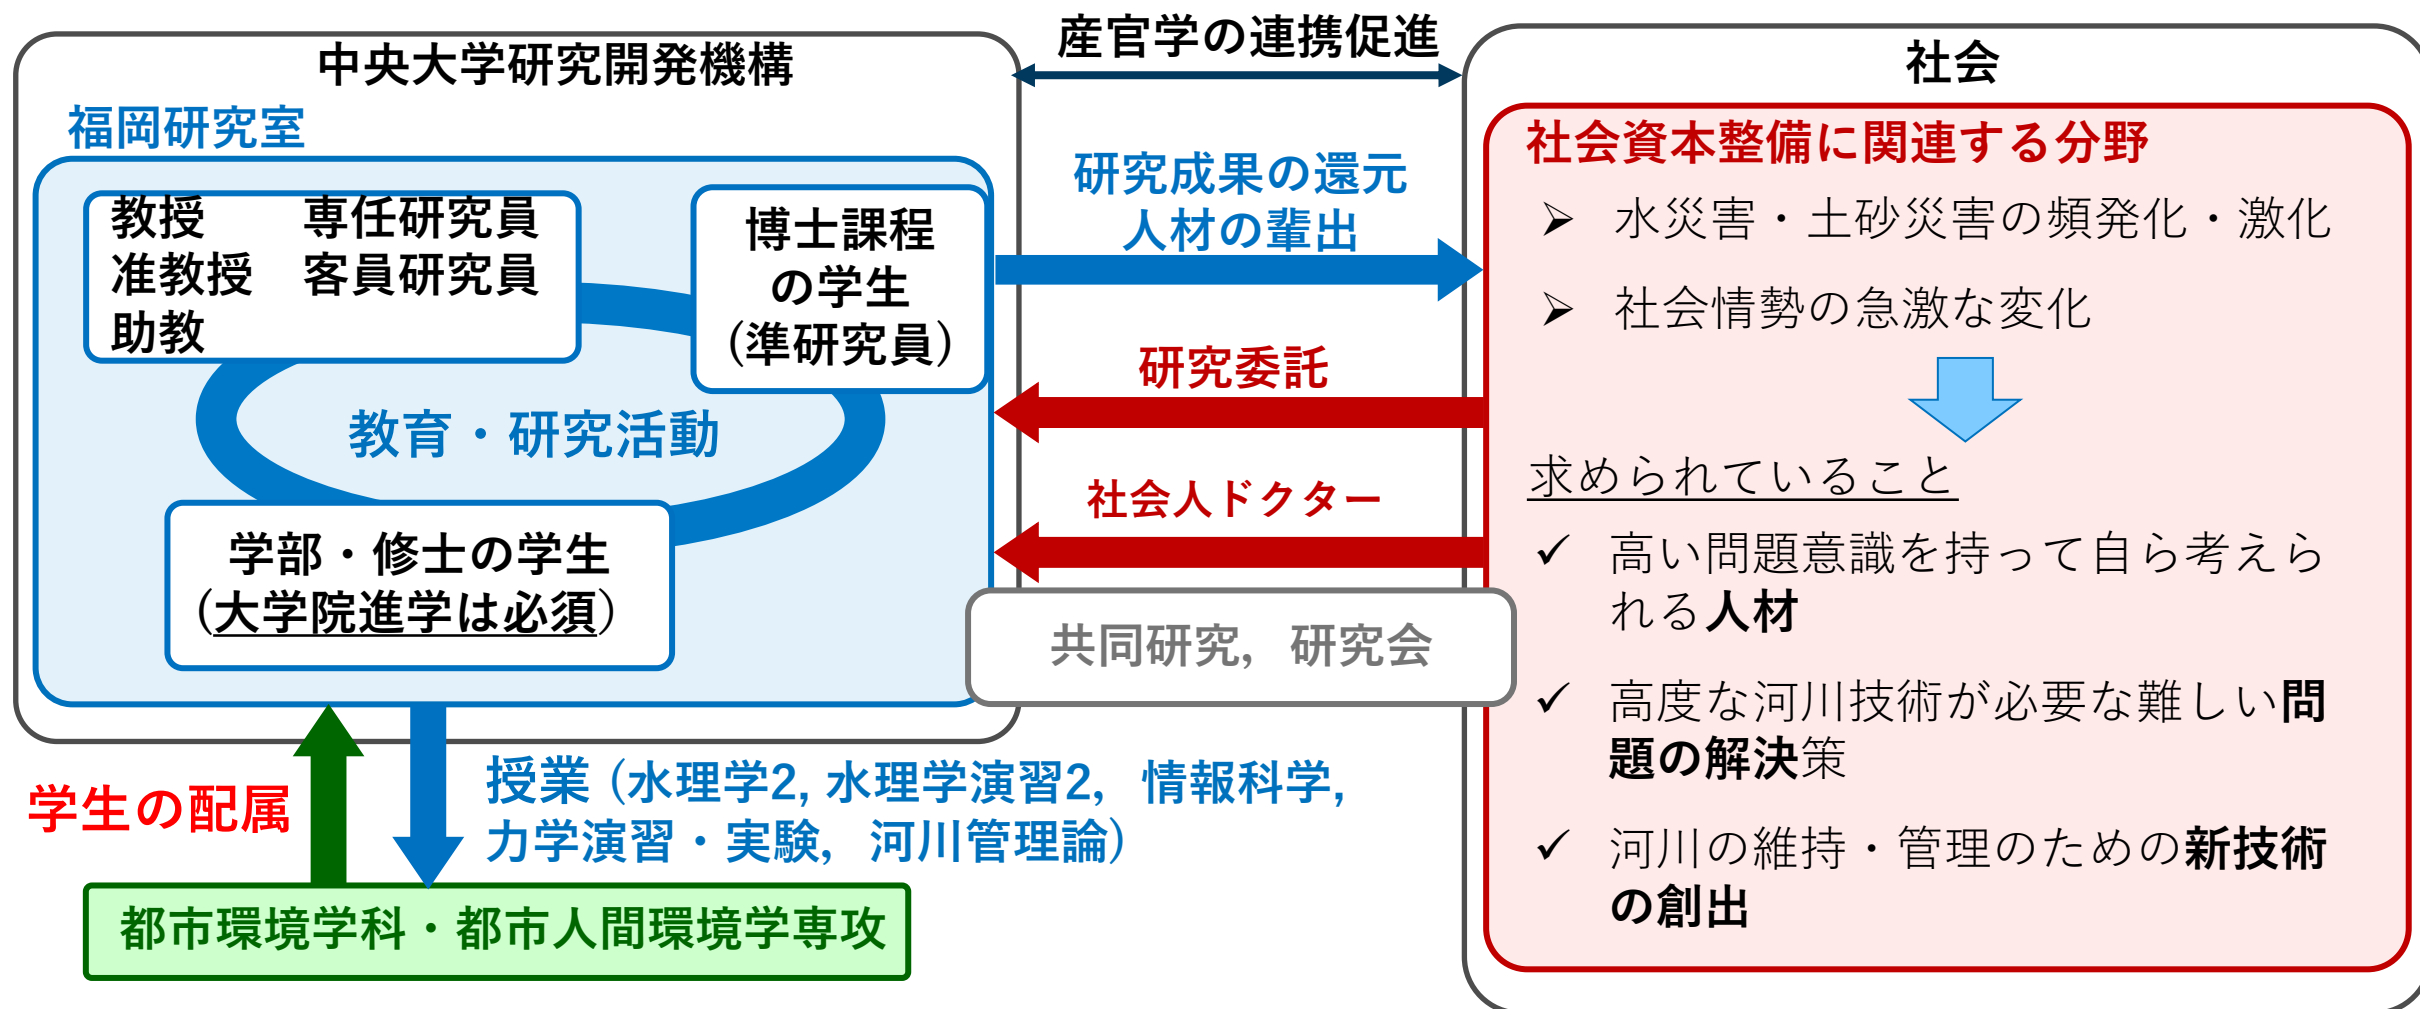 中央大学研究開発機構
福岡研究室
教授　専任研究員
准教授　客員研究員
助教
博士課程
の学生
(準研究員)
教育・研究活動
学部・修士の学生
(大学院進学は必須)
産官学の連携促進
研究成果の還元
人材の輩出
研究委託
社会人ドクター
共同研究，研究会
社会
社会資本整備に関連する分野
➢ 水災害・土砂災害の頻発化・激化
➢ 社会情勢の急激な変化
求められていること
✓ 高い問題意識を持って自ら考えら
れる人材
✓ 高度な河川技術が必要な難しい問
題の解決策
✓ 河川の維持・管理のための新技術
の創出
学生の配属
授業 (水理学2, 水理学演習2，情報科学,
力学演習・実験，河川管理論)
都市環境学科・都市人間環境学専攻